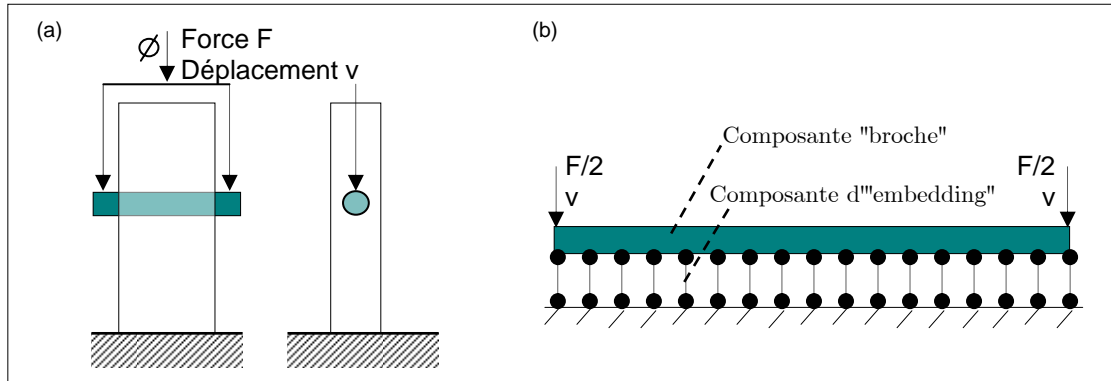 (a)
Ø Force F
Déplacement v
(b)
Composante "broche"
Composante d'"embedding"
F/2
v
F/2
v